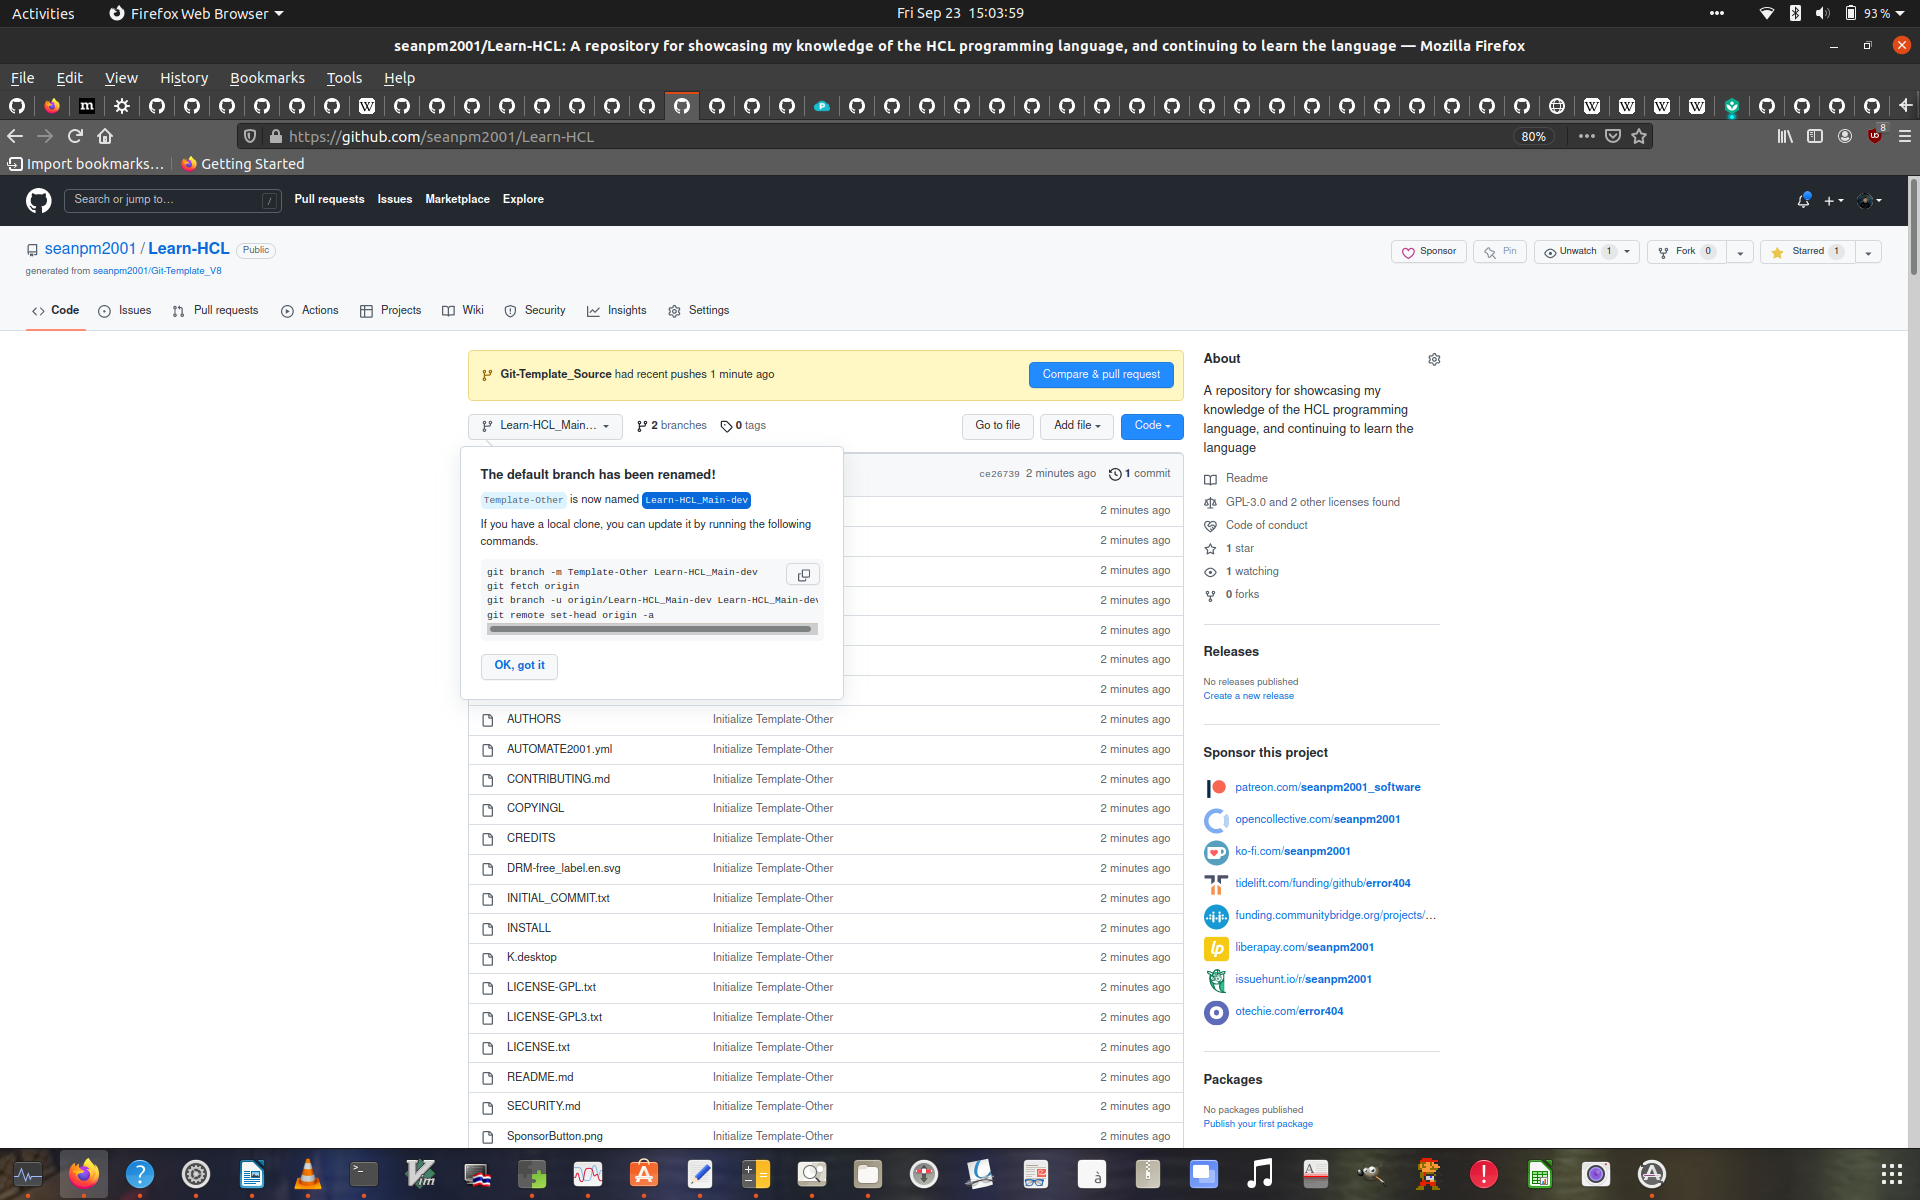 Activities
Firefox Web Browser
Fri Sep 23 15:03:59
93 %
seanpm2001/Learn-HCL: A repository for showcasing my knowledge of the HCL programming language, and continuing to learn the language — Mozilla Firefox
File Edit View History Bookmarks Tools Help
https://github.com/seanpm2001/Learn-HCL
80%
8
Import bookmarks...
Getting Started
Search or jump to...
/
Pull requests Issues Marketplace Explore
seanpm2001 / Learn-HCL
Public
generated from seanpm2001/Git-Template_V8
Sponsor
Pin
Unwatch 1
Fork 0
Starred 1
Code Issues Pull requests Actions Projects Wiki Security Insights Settings
Git-Template_Source had recent pushes 1 minute ago
Compare & pull request
Learn-HCL_Main...
2 branches
0 tags
Go to file
Add file
Code
ce26739 2 minutes ago 1 commit
The default branch has been renamed!
Template-Other is now named Learn-HCL_Main-dev
If you have a local clone, you can update it by running the following
commands.
git branch -m Template-Other Learn-HCL_Main-dev
git fetch origin
git branch -u origin/Learn-HCL_Main-dev Learn-HCL_Main-dev
git remote set-head origin -a
OK, got it
2 minutes ago
2 minutes ago
2 minutes ago
2 minutes ago
2 minutes ago
2 minutes ago
2 minutes ago
AUTHORS Initialize Template-Other 2 minutes ago
AUTOMATE2001.yml Initialize Template-Other 2 minutes ago
CONTRIBUTING.md Initialize Template-Other 2 minutes ago
COPYINGL Initialize Template-Other 2 minutes ago
CREDITS Initialize Template-Other 2 minutes ago
DRM-free_label.en.svg Initialize Template-Other 2 minutes ago
INITIAL_COMMIT.txt Initialize Template-Other 2 minutes ago
INSTALL Initialize Template-Other 2 minutes ago
K.desktop Initialize Template-Other 2 minutes ago
LICENSE-GPL.txt Initialize Template-Other 2 minutes ago
LICENSE-GPL3.txt Initialize Template-Other 2 minutes ago
LICENSE.txt Initialize Template-Other 2 minutes ago
README.md Initialize Template-Other 2 minutes ago
SECURITY.md Initialize Template-Other 2 minutes ago
SponsorButton.png Initialize Template-Other 2 minutes ago
About
A repository for showcasing my
knowledge of the HCL programming
language, and continuing to learn the
language
Readme
GPL-3.0 and 2 other licenses found
Code of conduct
1 star
1 watching
0 forks
Releases
No releases published
Create a new release
Sponsor this project
patreon.com/seanpm2001_software
opencollective.com/seanpm2001
ko-fi.com/seanpm2001
tidelift.com/funding/github/error404
funding.communitybridge.org/projects/...
liberapay.com/seanpm2001
issuehunt.io/r/seanpm2001
otechie.com/error404
Packages
No packages published
Publish your first package